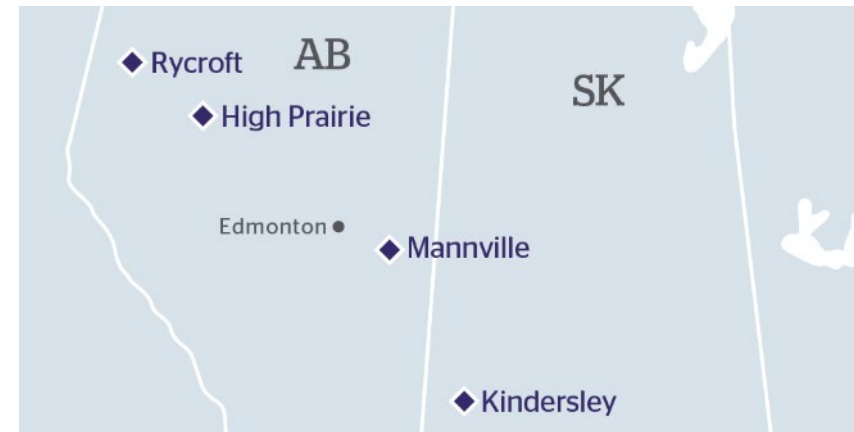 AB
Rycroft
SK
High Prairie
Edmonton
Mannville
Kindersley